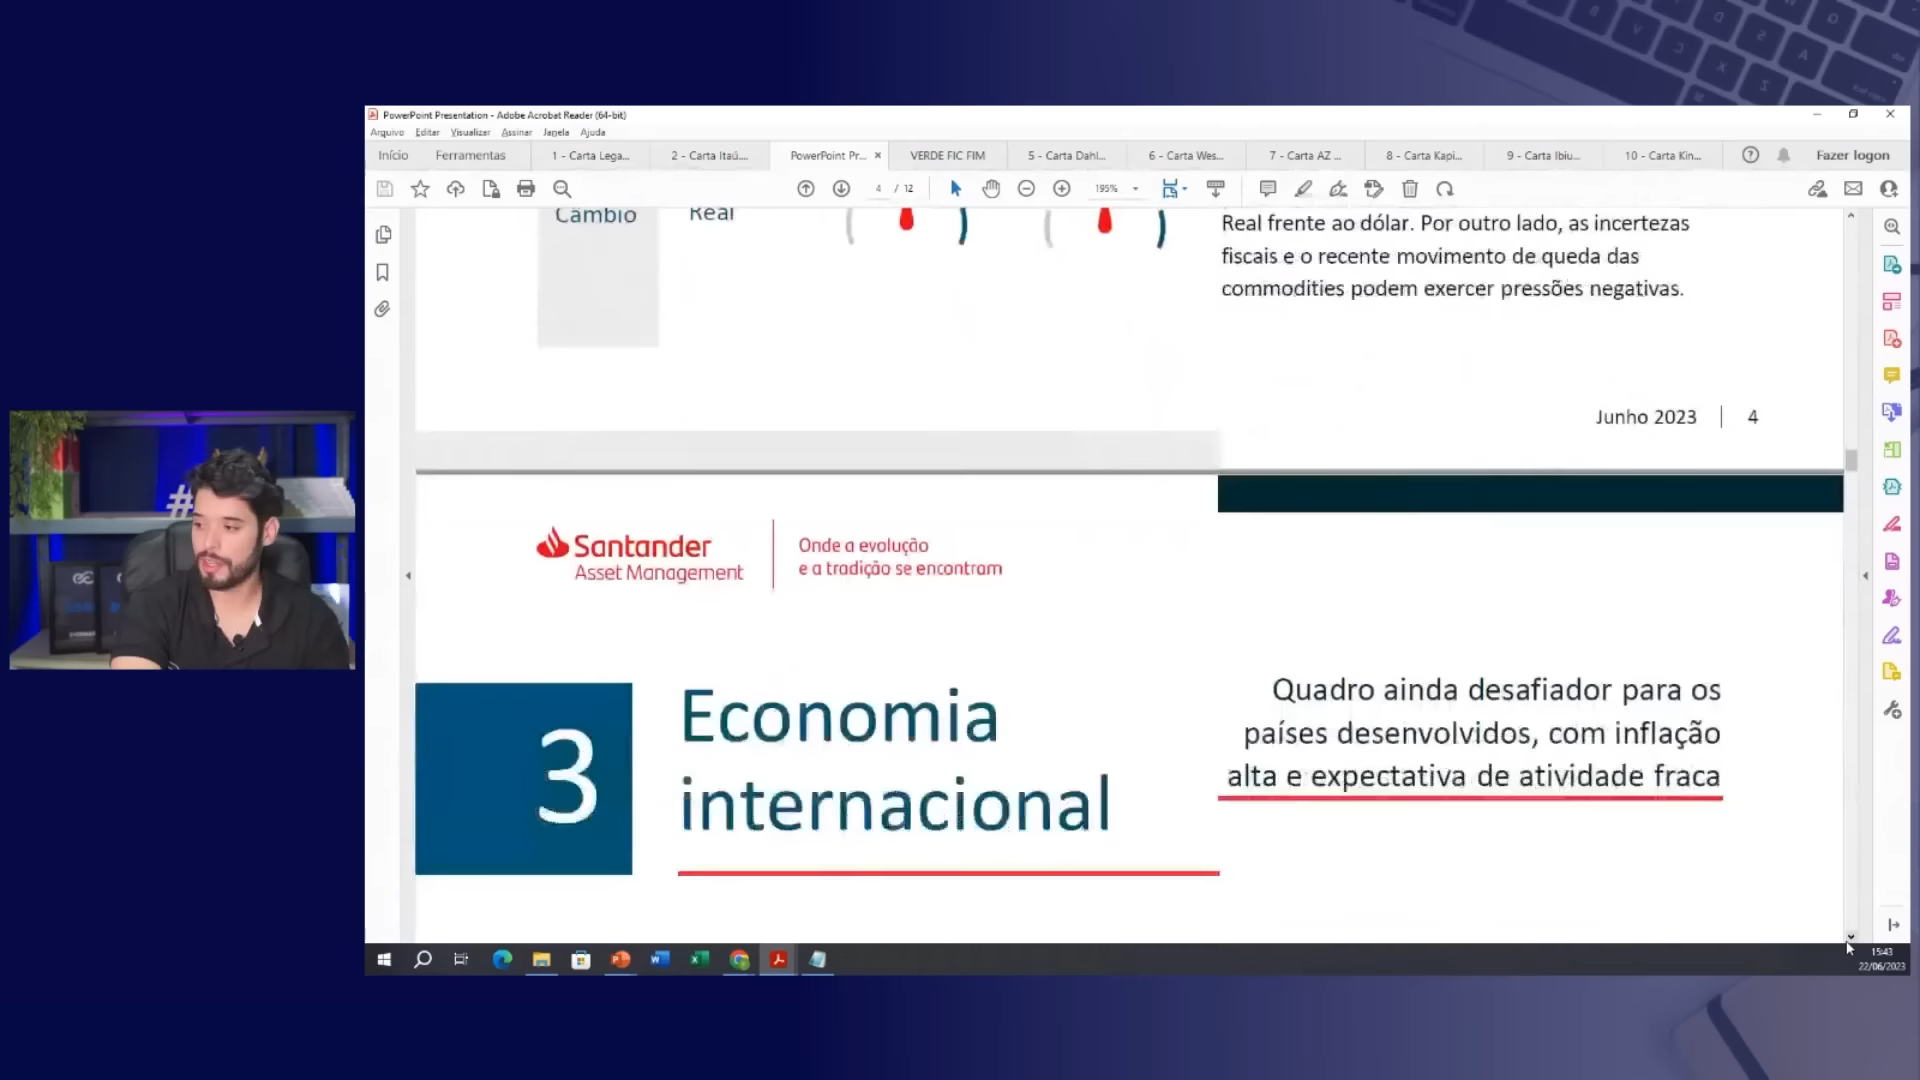 PowerPoint Presentation - Adobe Acrobat Reader (64-bit)
Arquivo Editar Visualizar Assinar Janela Ajuda
Início Ferramentas 1 - Carta Lega... 2 - Carta Itaú.... PowerPoint Pr... × VERDE FIC FIM 5 - Carta Dahl... 6 - Carta Wes... 7 - Carta AZ ... 8 - Carta Kapi... 9 - Carta Ibiu... 10 - Carta Kin... Fazer logon
4 / 12 195%
Câmbio Real
Real frente ao dólar. Por outro lado, as incertezas
fiscais e o recente movimento de queda das
commodities podem exercer pressões negativas.
Junho 2023 | 4
Santander
Asset Management
Onde a evolução
e a tradição se encontram
3
Economia
internacional
Quadro ainda desafiador para os
países desenvolvidos, com inflação
alta e expectativa de atividade fraca
#
15:43
22/06/2023